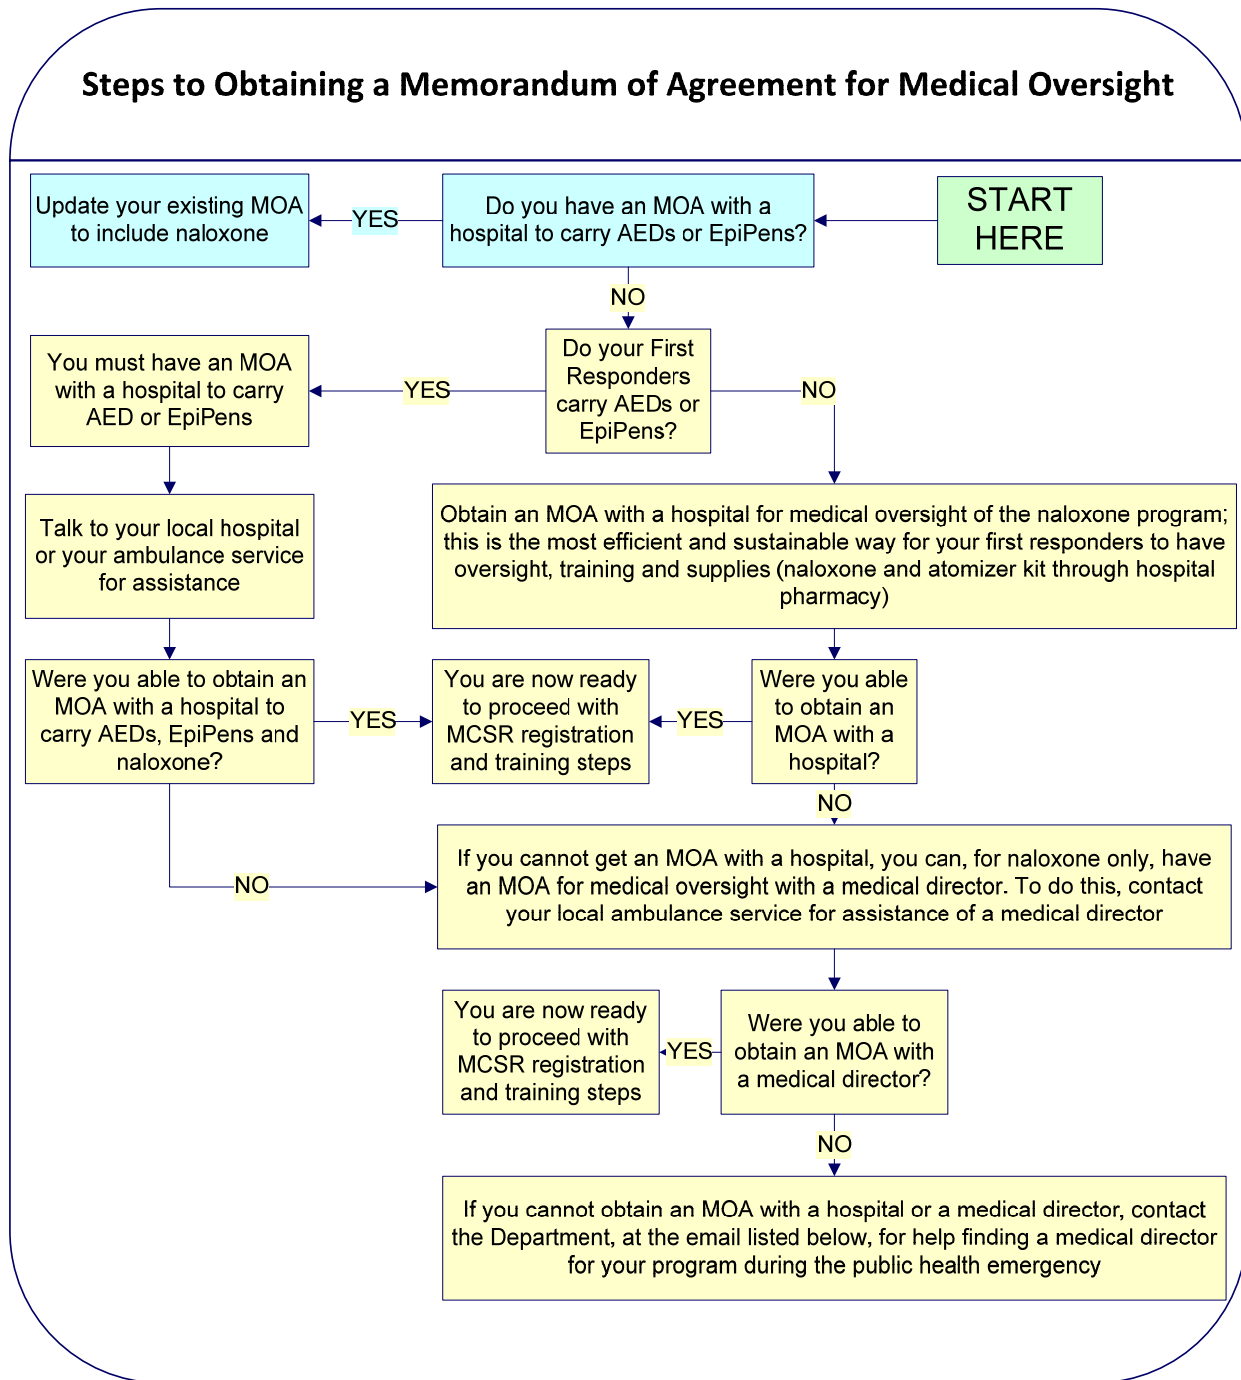 Steps to Obtaining a Memorandum of Agreement for Medical Oversight
START
HERE
Do you have an MOA with a
hospital to carry AEDs or EpiPens?
YES
Update your existing MOA
to include naloxone
NO
Do your First
Responders
carry AEDs or
EpiPens?
YES
NO
You must have an MOA
with a hospital to carry
AED or EpiPens
Talk to your local hospital
or your ambulance service
for assistance
Obtain an MOA with a hospital for medical oversight of the naloxone program;
this is the most efficient and sustainable way for your first responders to have
oversight, training and supplies (naloxone and atomizer kit through hospital
pharmacy)
Were you able to obtain an
MOA with a hospital to
carry AEDs, EpiPens and
naloxone?
YES
You are now ready
to proceed with
MCSR registration
and training steps
YES
Were you able
to obtain an
MOA with a
hospital?
NO
NO
If you cannot get an MOA with a hospital, you can, for naloxone only, have
an MOA for medical oversight with a medical director. To do this, contact
your local ambulance service for assistance of a medical director
You are now ready
to proceed with
MCSR registration
and training steps
YES
Were you able to
obtain an MOA with
a medical director?
NO
If you cannot obtain an MOA with a hospital or a medical director, contact
the Department, at the email listed below, for help finding a medical director
for your program during the public health emergency